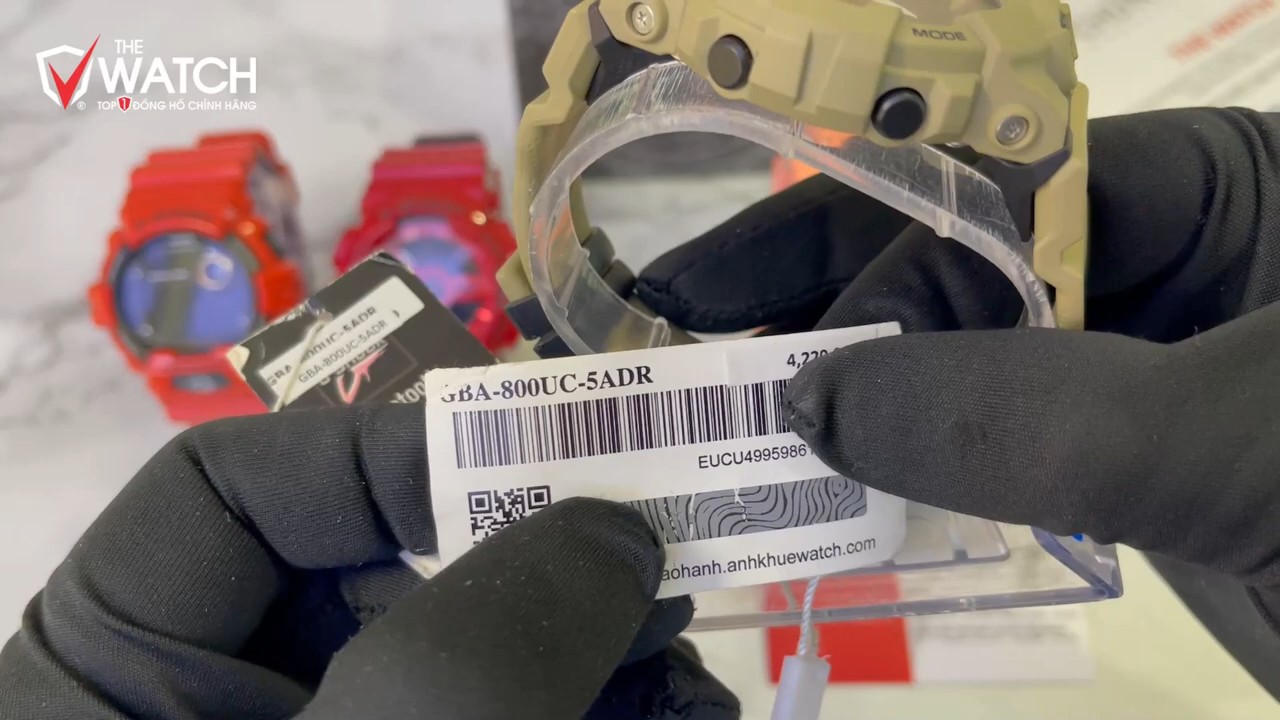 THE
WATCH
TOP 1 ĐỒNG HỒ CHÍNH HÃNG
MODE
GBA-800UC-5ADR
GBA-800UC-5ADR
GBA-800UC-5ADR
EUCU4995986
aohanh.anhkhuewatch.com